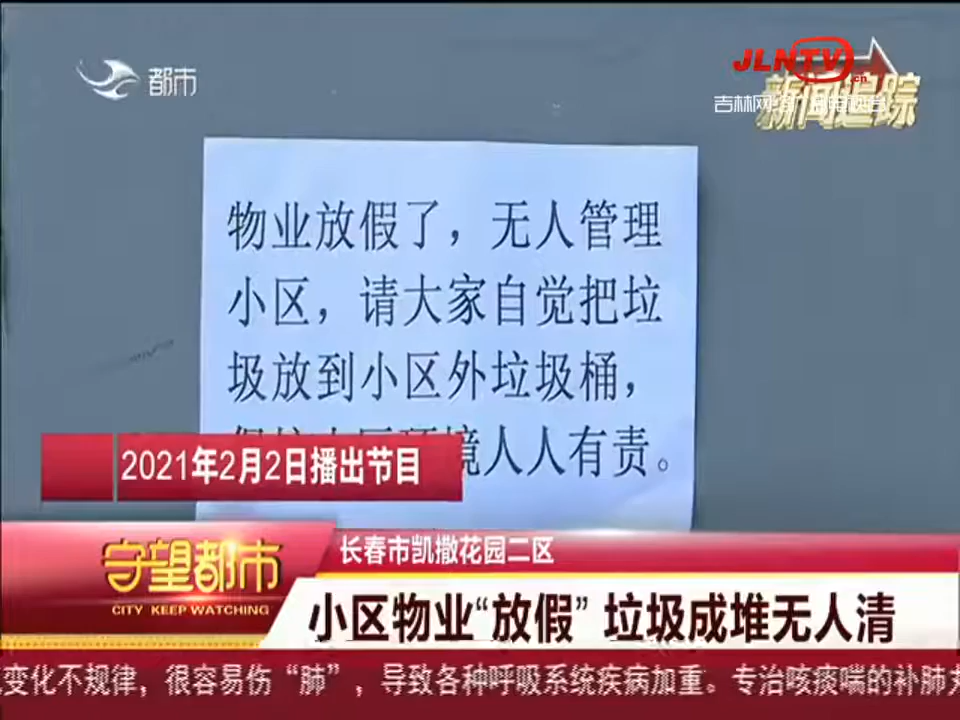 都市
JLNTV.cn
新闻追踪
物业放假了，无人管理
小区，请大家自觉把垃
圾放到小区外垃圾桶，
境人人有责。
2021年2月2日播出节目
守望都市
CITY KEEP WATCHING
长春市凯撒花园二区
小区物业“放假” 垃圾成堆无人清
变化不规律，很容易伤“肺”，导致各种呼吸系统疾病加重。专治咳痰喘的补肺